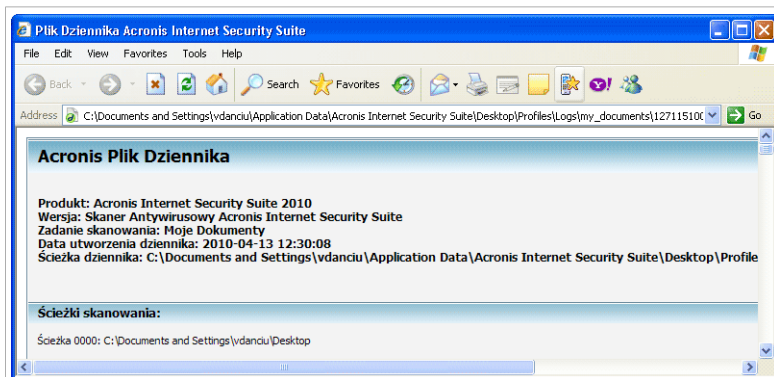 Plik Dziennika Acronis Internet Security Suite
File Edit View Favorites Tools Help
Back Search Favorites
Address C:\Documents and Settings\vdanciu\Application Data\Acronis Internet Security Suite\Desktop\Profiles\Logs\my_documents\127115100 Go
Acronis Plik Dziennika
Produkt: Acronis Internet Security Suite 2010
Wersja: Skaner Antywirusowy Acronis Internet Security Suite
Zadanie skanowania: Moje Dokumenty
Data utworzenia dziennika: 2010-04-13 12:30:08
Ścieżka dziennika: C:\Documents and Settings\vdanciu\Application Data\Acronis Internet Security Suite\Desktop\Profile
Ścieżki skanowania:
Ścieżka 0000: C:\Documents and Settings\vdanciu\Desktop